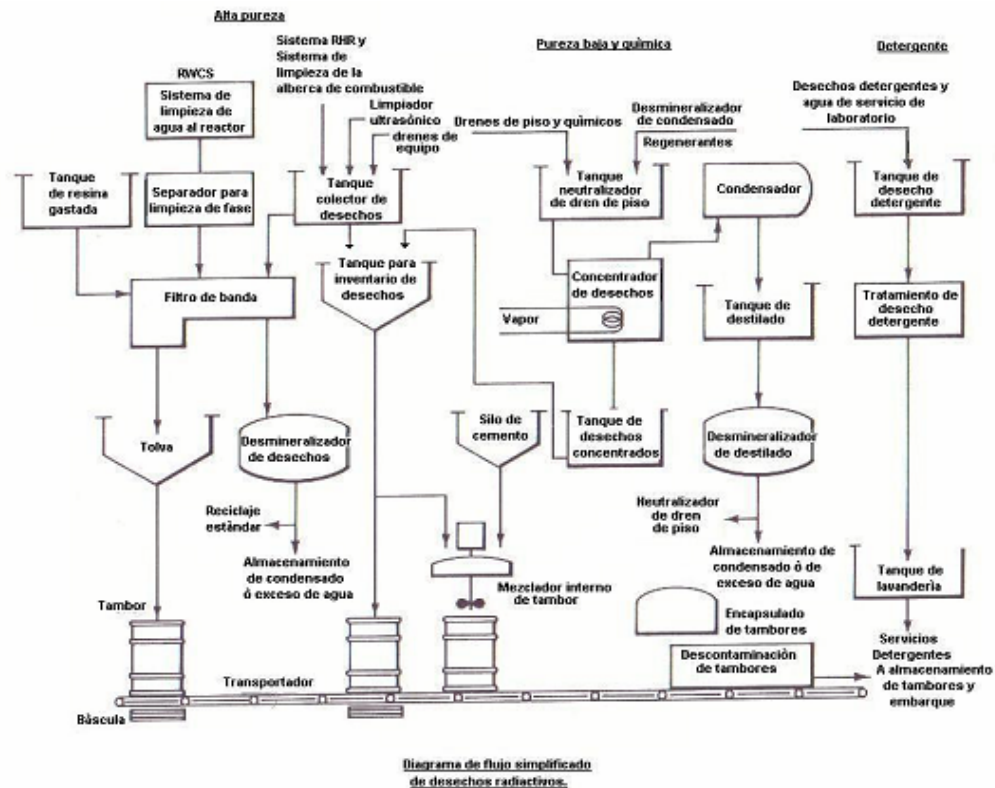 Alta pureza
Sistema RHR y
Sistema de
limpieza de la
alberca de combustible
Pureza baja y quìmica
Detergente
RWCS
Sistema de
limpieza de
agua al reactor
Limpiador
ultrasónico
drenes de
equipo
Drenes de piso y quìmicos
Desmineralizador
de condensado
Regenerantes
Desechos detergentes y
agua de servicio de
laboratorio
Tanque
de resina
gastada
Separador para
limpieza de fase
Tanque
colector de
desechos
Tanque
neutralizador
de dren de piso
Condensador
Tanque de
desecho
detergente
Filtro de banda
Tanque para
inventario de
desechos
Concentrador
de desechos
Vapor
Tanque de
destilado
Tratamiento de
desecho
detergente
Tolva
Desmineralizador
de desechos
Silo de
cemento
Tanque de
desechos
concentrados
Desmineralizador
de destilado
Reciclaje
estàndar
Almacenamiento
de condensado
ò exceso de agua
Neutralizador
de dren
de piso
Almacenamiento de
condensado ò de
exceso de agua
Tanque de
lavanderìa
Mezclador interno
de tambor
Tambor
Encapsulado
de tambores
Servicios
Detergentes
Descontaminación
de tambores
A almacenamiento
de tambores y
embarque
Transportador
Bàscula
Diagrama de flujo simplificado
de desechos radiactivos.